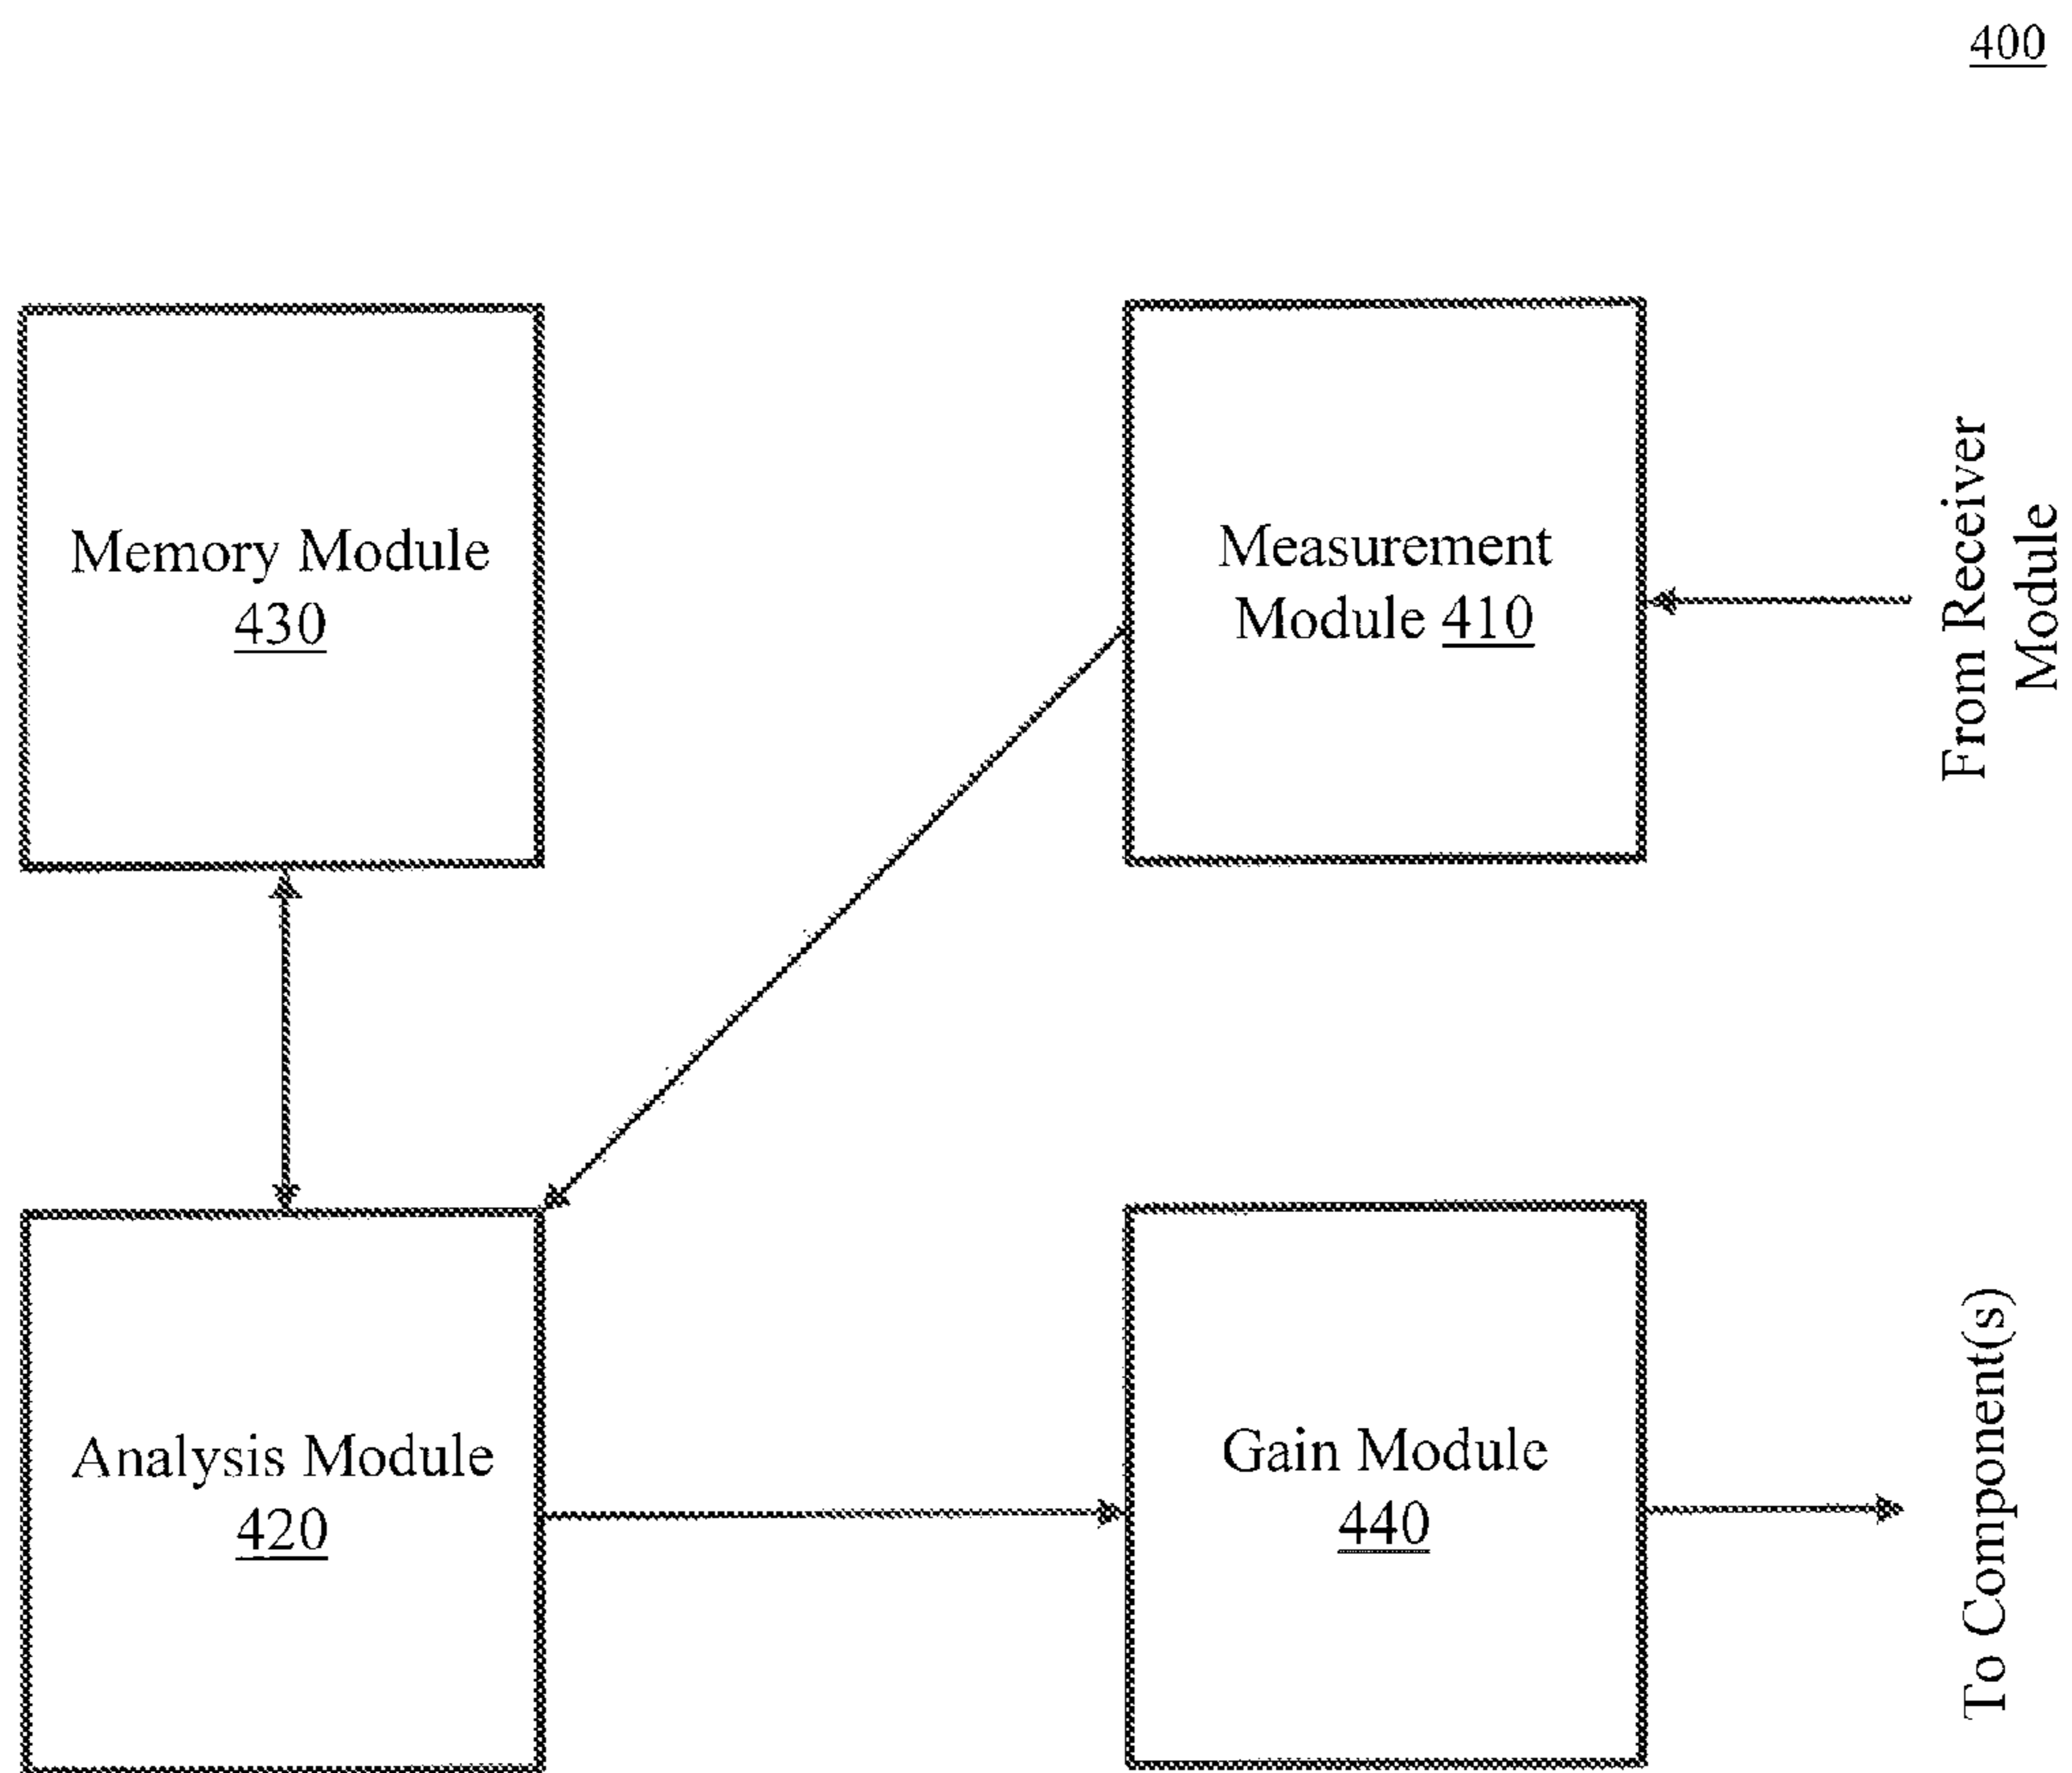 400
Memory Module
430
Measurement
Module 410
From Receiver
Module
Analysis Module
420
Gain Module
440
To Component(s)